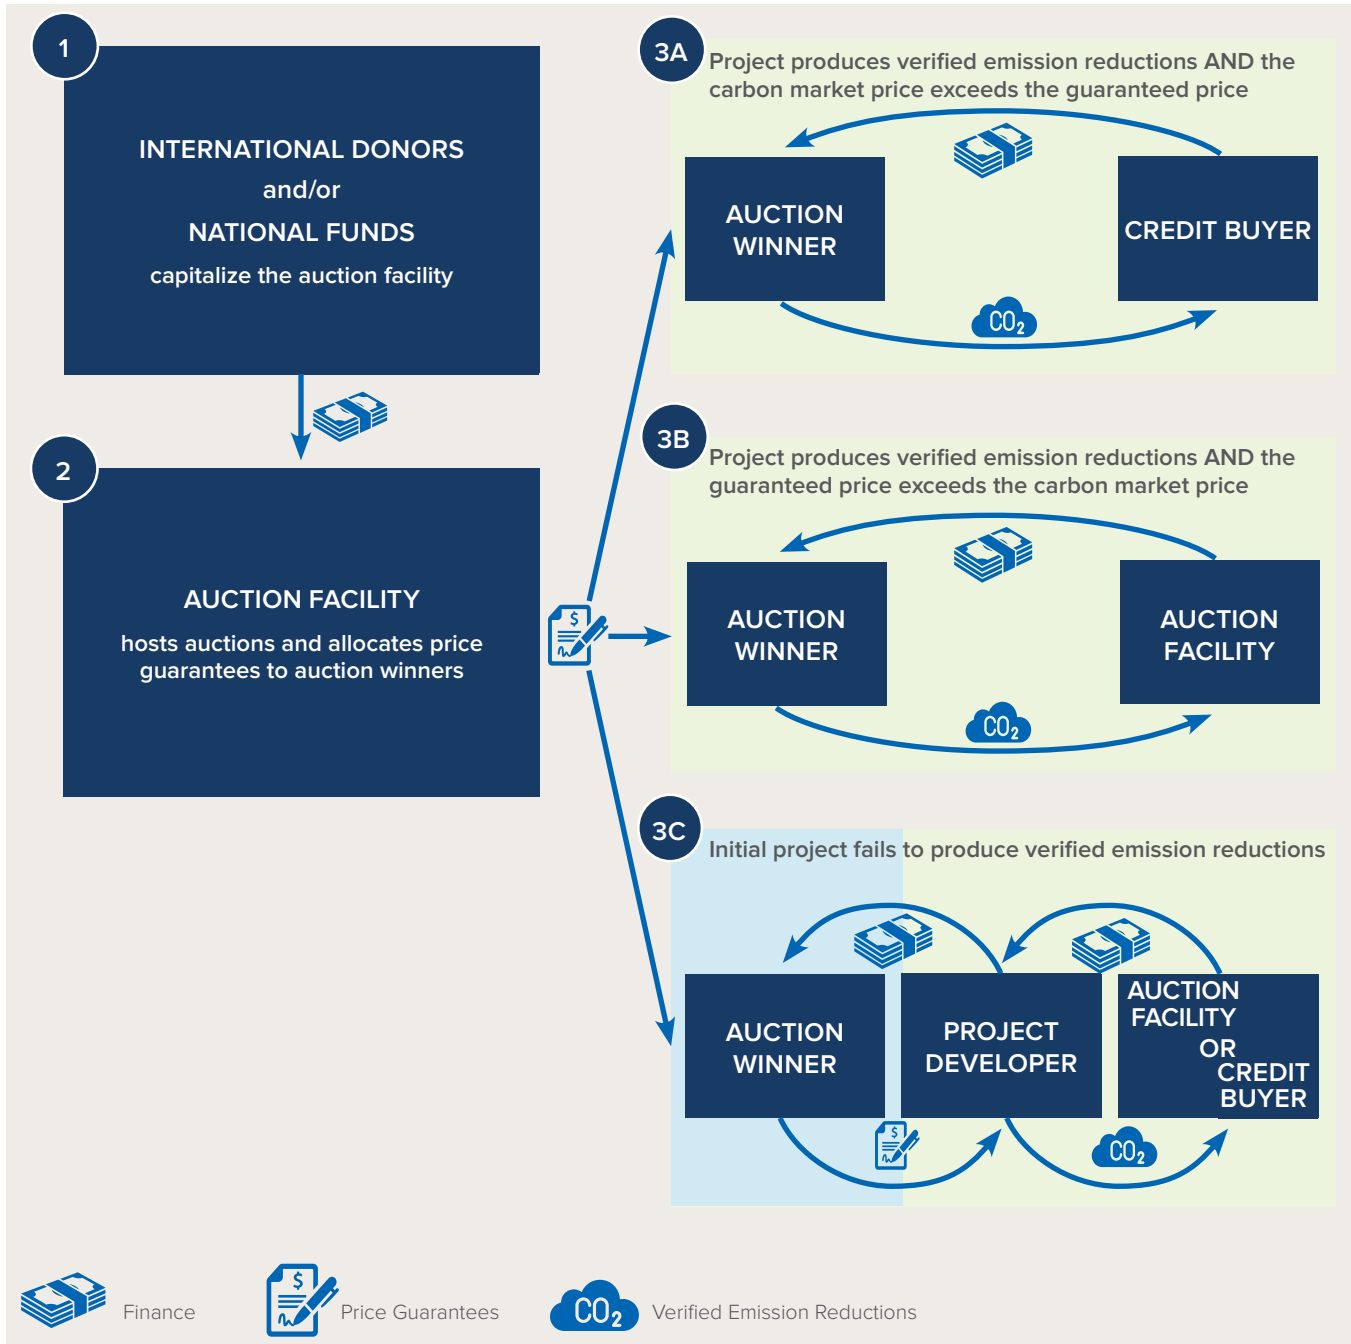 1
INTERNATIONAL DONORS
and/or
NATIONAL FUNDS
capitalize the auction facility
2
AUCTION FACILITY
hosts auctions and allocates price
guarantees to auction winners
$
3A
Project produces verified emission reductions AND the
carbon market price exceeds the guaranteed price
AUCTION
WINNER
CREDIT BUYER
CO₂
3B
Project produces verified emission reductions AND the
guaranteed price exceeds the carbon market price
AUCTION
WINNER
AUCTION
FACILITY
CO₂
3C
Initial project fails to produce verified emission reductions
AUCTION
WINNER
PROJECT
DEVELOPER
AUCTION
FACILITY
OR
CREDIT
BUYER
$
CO₂
Finance
$
Price Guarantees
CO₂
Verified Emission Reductions